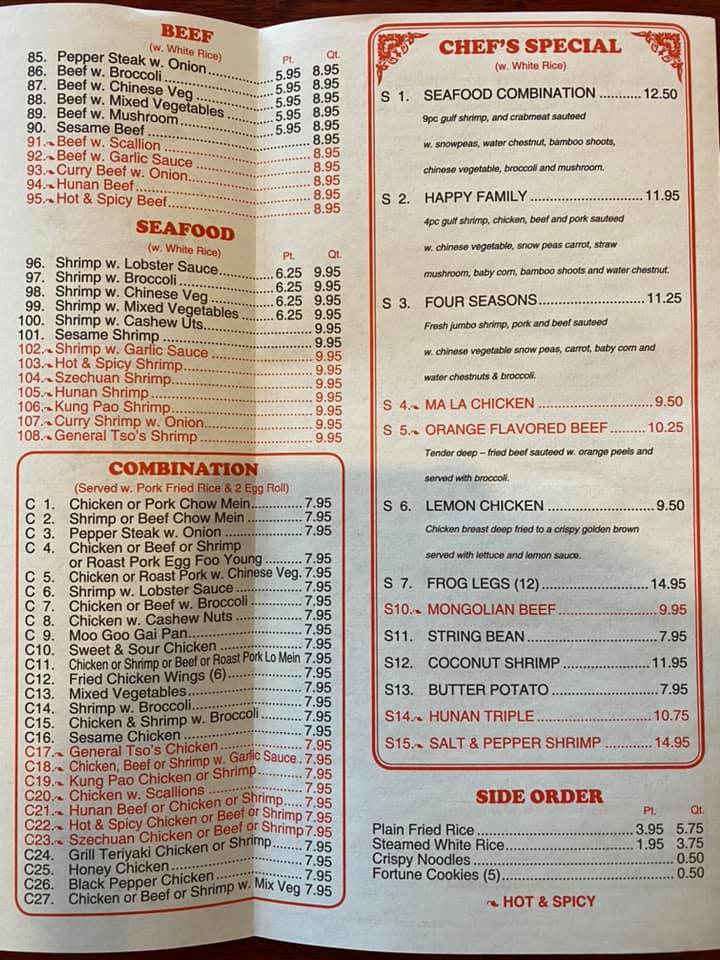 BEEF
(w. White Rice)
Pt. Qt.
85. Pepper Steak w. Onion 5.95 8.95
86. Beef w. Broccoli 5.95 8.95
87. Beef w. Chinese Veg 5.95 8.95
88. Beef w. Mixed Vegetables 5.95 8.95
89. Beef w. Mushroom 5.95 8.95
90. Sesame Beef 8.95
91. Beef w. Scallion 8.95
92. Beef w. Garlic Sauce 8.95
93. Curry Beef w. Onion 8.95
94. Hunan Beef 8.95
95. Hot & Spicy Beef 8.95
SEAFOOD
(w. White Rice)
Pt. Qt.
96. Shrimp w. Lobster Sauce 6.25 9.95
97. Shrimp w. Broccoli 6.25 9.95
98. Shrimp w. Chinese Veg 6.25 9.95
99. Shrimp w. Mixed Vegetables 6.25 9.95
100. Shrimp w. Cashew Uts 9.95
101. Sesame Shrimp 9.95
102. Shrimp w. Garlic Sauce 9.95
103. Hot & Spicy Shrimp 9.95
104. Szechuan Shrimp 9.95
105. Hunan Shrimp 9.95
106. Kung Pao Shrimp 9.95
107. Curry Shrimp w. Onion 9.95
108. General Tso's Shrimp 9.95
COMBINATION
(Served w. Pork Fried Rice & 2 Egg Roll)
C 1. Chicken or Pork Chow Mein 7.95
C 2. Shrimp or Beef Chow Mein 7.95
C 3. Pepper Steak w. Onion 7.95
C 4. Chicken or Beef or Shrimp
or Roast Pork Egg Foo Young 7.95
C 5. Chicken or Roast Pork w. Chinese Veg. 7.95
C 6. Shrimp w. Lobster Sauce 7.95
C 7. Chicken or Beef w. Broccoli 7.95
C 8. Chicken w. Cashew Nuts 7.95
C 9. Moo Goo Gai Pan 7.95
C10. Sweet & Sour Chicken 7.95
C11. Chicken or Shrimp or Beef or Roast Pork Lo Mein 7.95
C12. Fried Chicken Wings (6) 7.95
C13. Mixed Vegetables 7.95
C14. Shrimp w. Broccoli 7.95
C15. Chicken & Shrimp w. Broccoli 7.95
C16. Sesame Chicken 7.95
C17. General Tso's Chicken 7.95
C18. Chicken, Beef or Shrimp w. Garlic Sauce 7.95
C19. Kung Pao Chicken or Shrimp 7.95
C20. Chicken w. Scallions 7.95
C21. Hunan Beef or Chicken or Shrimp 7.95
C22. Hot & Spicy Chicken or Beef or Shrimp 7.95
C23. Szechuan Chicken or Beef or Shrimp 7.95
C24. Grill Teriyaki Chicken or Shrimp 7.95
C25. Honey Chicken 7.95
C26. Black Pepper Chicken 7.95
C27. Chicken or Beef or Shrimp w. Mix Veg 7.95
CHEF'S SPECIAL
(w. White Rice)
S 1. SEAFOOD COMBINATION 12.50
9pc gulf shrimp, and crabmeat sauteed
w. snowpeas, water chestnut, bamboo shoots,
chinese vegetable, broccoli and mushroom.
S 2. HAPPY FAMILY 11.95
4pc gulf shrimp, chicken, beef and pork sauteed
w. chinese vegetable, snow peas carrot, straw
mushroom, baby corn, bamboo shoots and water chestnut.
S 3. FOUR SEASONS 11.25
Fresh jumbo shrimp, pork and beef sauteed
w. chinese vegetable snow peas, carrot, baby corn and
water chestnuts & broccoli.
S 4. MA LA CHICKEN 9.50
S 5. ORANGE FLAVORED BEEF 10.25
Tender deep – fried beef sauteed w. orange peels and
served with broccoli.
S 6. LEMON CHICKEN 9.50
Chicken breast deep fried to a crispy golden brown
served with lettuce and lemon sauce.
S 7. FROG LEGS (12) 14.95
S10. MONGOLIAN BEEF 9.95
S11. STRING BEAN 7.95
S12. COCONUT SHRIMP 11.95
S13. BUTTER POTATO 7.95
S14. HUNAN TRIPLE 10.75
S15. SALT & PEPPER SHRIMP 14.95
SIDE ORDER
Pt. Qt.
Plain Fried Rice 3.95 5.75
Steamed White Rice 1.95 3.75
Crispy Noodles 0.50
Fortune Cookies (5) 0.50
HOT & SPICY